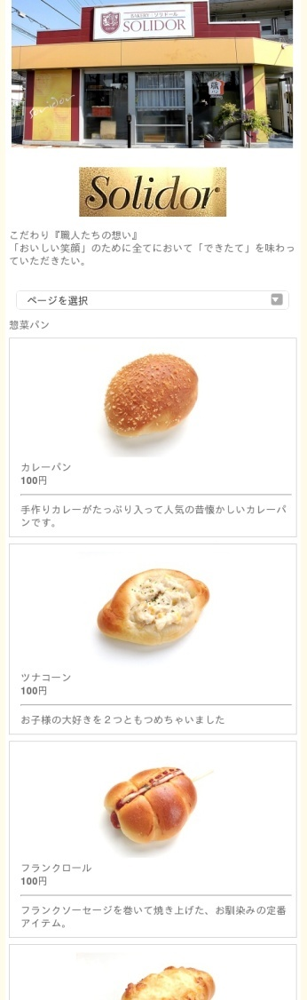 BAKERY ソリドール
SOLIDOR
Solidor
Solidor
こだわり『職人たちの想い』
「おいしい笑顔」のために全てにおいて「できたて」を味わっ
ていただきたい。
ページを選択
惣菜パン
カレーパン
100円
手作りカレーがたっぷり入って人気の昔懐かしいカレーパ
ンです。
ツナコーン
100円
お子様の大好きを２つともつめちゃいました
フランクロール
100円
フランクソーセージを巻いて焼き上げた、お馴染みの定番
アイテム。